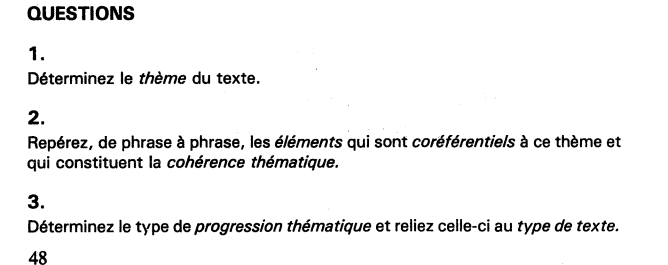 QUESTIONS
1.
Déterminez le thème du texte.
2.
Repérez, de phrase à phrase, les éléments qui sont coréférentiels à ce thème et
qui constituent la cohérence thématique.
3.
Déterminez le type de progression thématique et reliez celle-ci au type de texte.
48